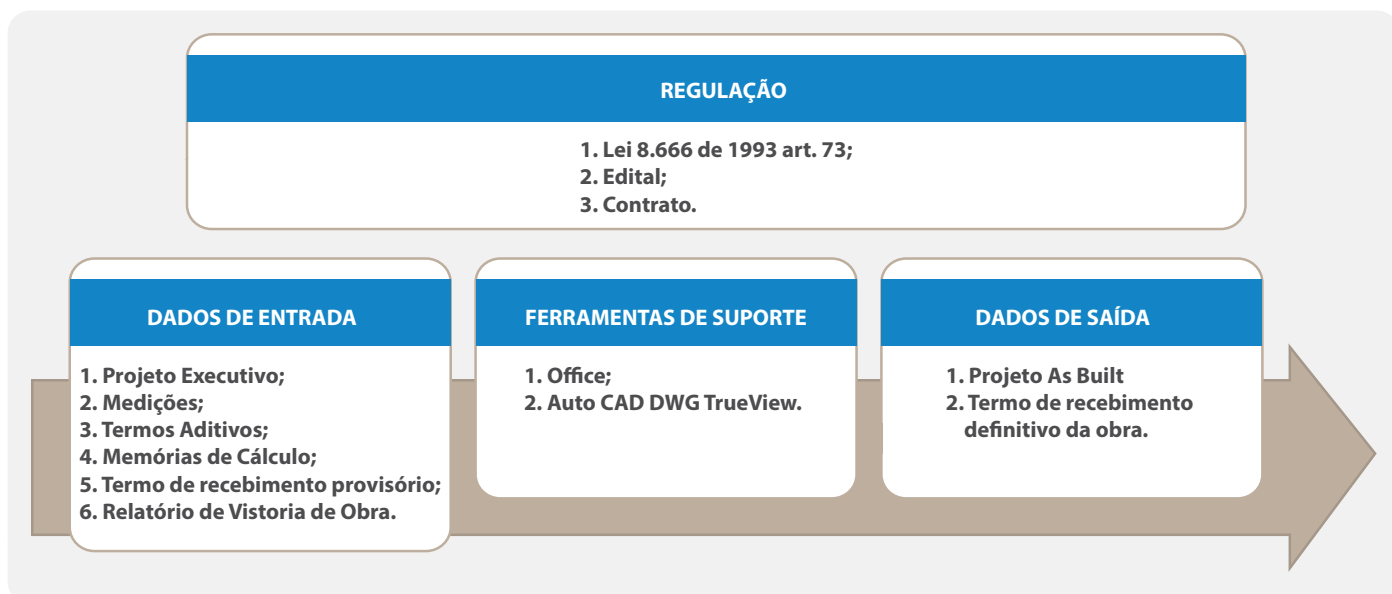 REGULAÇÃO
1. Lei 8.666 de 1993 art. 73;
2. Edital;
3. Contrato.
DADOS DE ENTRADA
1. Projeto Executivo;
2. Medições;
3. Termos Aditivos;
4. Memórias de Cálculo;
5. Termo de recebimento provisório;
6. Relatório de Vistoria de Obra.
FERRAMENTAS DE SUPORTE
1. Office;
2. Auto CAD DWG TrueView.
DADOS DE SAÍDA
1. Projeto As Built
2. Termo de recebimento
definitivo da obra.